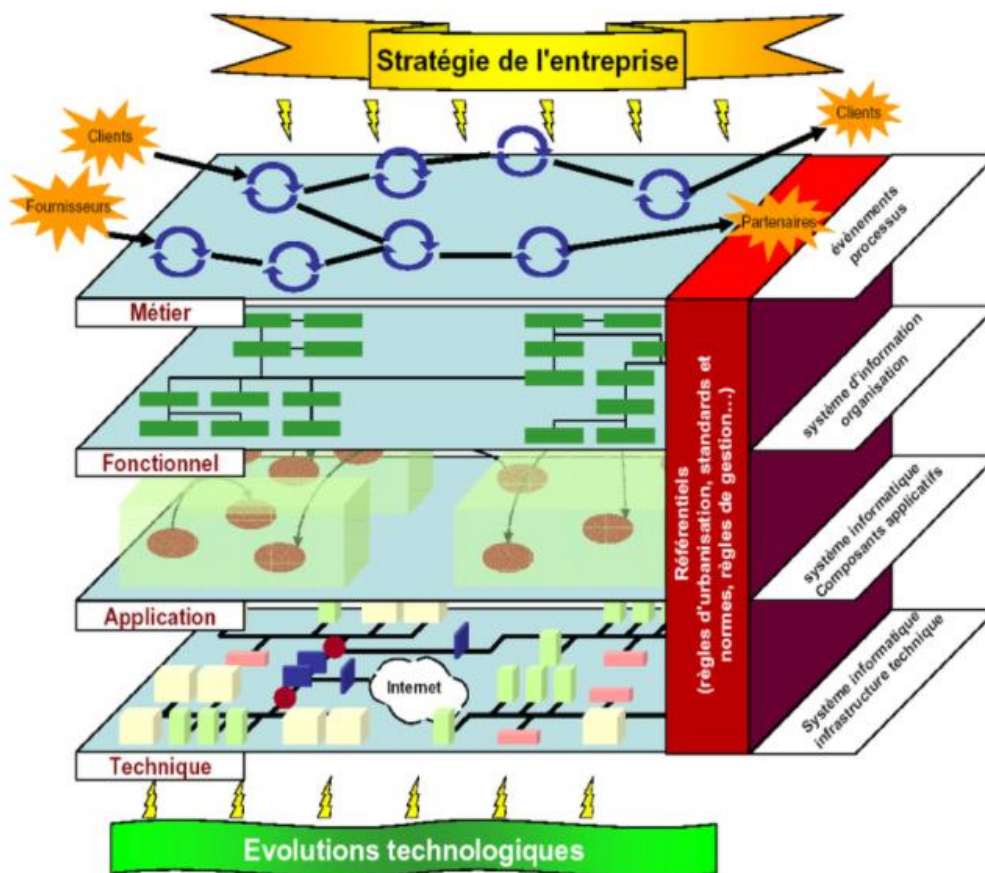 Stratégie de l'entreprise
Clients
Clients
Fournisseurs
Partenaires
évènements
processus
Métier
système d'information
organisation
Fonctionnel
Référentiels
(règles d'urbanisation, standards et
normes, règles de gestion...)
système informatique
Composants applicatifs
Application
Internet
Système informatique
infrastructure technique
Technique
Evolutions technologiques